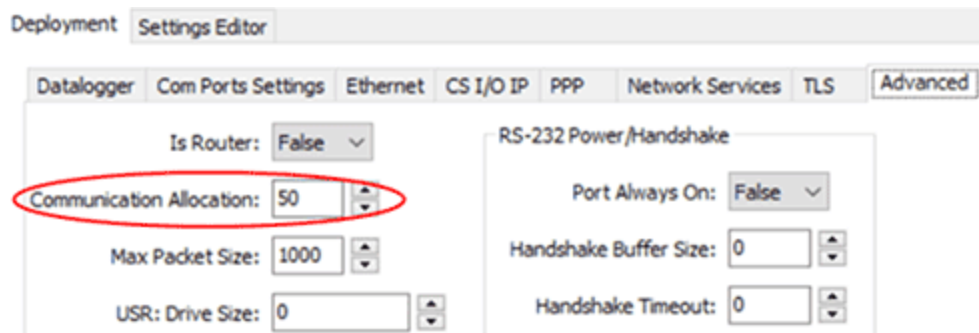 Deployment Settings Editor
Datalogger Com Ports Settings Ethernet CS I/O IP PPP Network Services TLS Advanced
Is Router: False
Communication Allocation: 50
Max Packet Size: 1000
USR: Drive Size: 0
RS-232 Power/Handshake
Port Always On: False
Handshake Buffer Size: 0
Handshake Timeout: 0